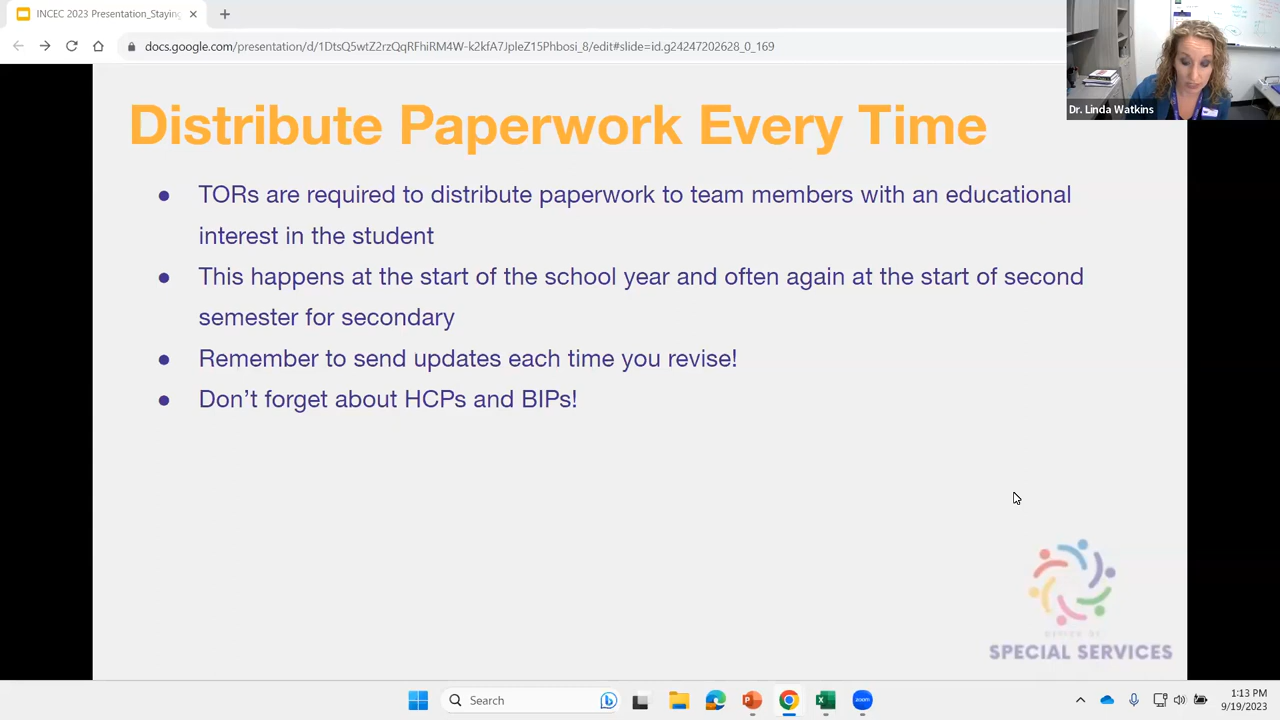 INCEC 2023 Presentation_Staying
docs.google.com/presentation/d/1DtsQ5wtZ2rzQqRFhiRM4W-k2kfA7JpleZ15Phbosi_8/edit#slide=id.g24247202628_0_169
Dr. Linda Watkins
Distribute Paperwork Every Time
● TORs are required to distribute paperwork to team members with an educational
interest in the student
● This happens at the start of the school year and often again at the start of second
semester for secondary
● Remember to send updates each time you revise!
● Don't forget about HCPs and BIPs!
SPECIAL SERVICES
Search
1:13 PM
9/19/2023